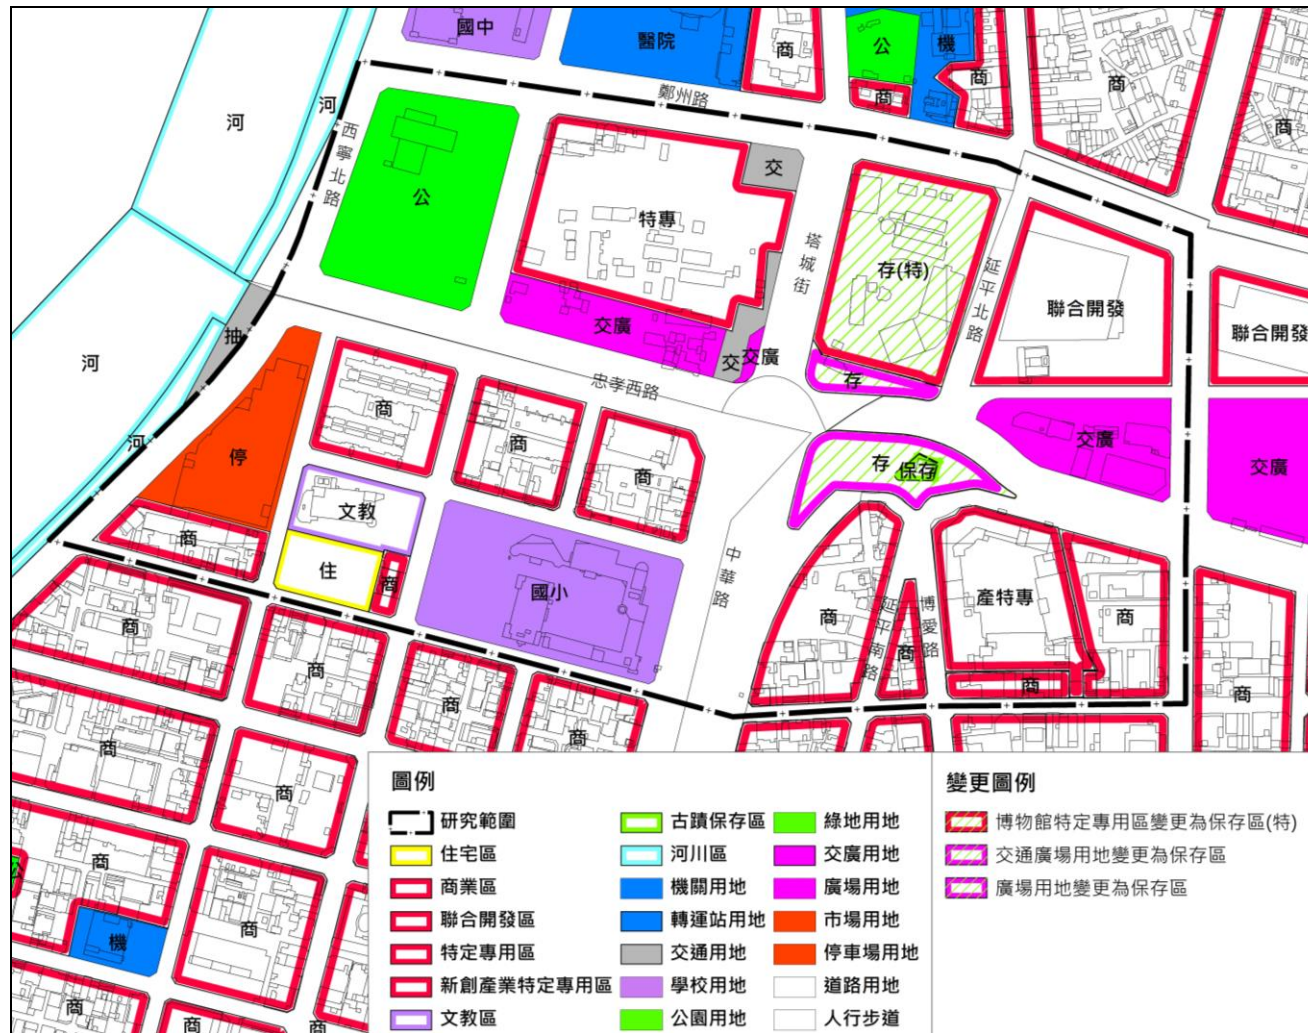 國中
醫院
商
公
機
商
商
商
商
河
河
西寧北路
鄭州路
公
特專
交
塔城街
存(特)
延平北路
聯合開發
聯合開發
河
抽
交廣
交
交廣
存
忠孝西路
商
商
商
停
河
存
保存
交廣
交廣
文教
商
住
商
國小
中華路
商
延平南路
商
博愛路
產特專
商
商
商
商
商
商
商
商
商
商
商
機
商
商
商
圖例
研究範圍
古蹟保存區
綠地用地
住宅區
河川區
交廣用地
商業區
機關用地
廣場用地
聯合開發區
轉運站用地
市場用地
特定專用區
交通用地
停車場用地
新創產業特定專用區
學校用地
道路用地
文教區
公園用地
人行步道
變更圖例
博物館特定專用區變更為保存區(特)
交通廣場用地變更為保存區
廣場用地變更為保存區